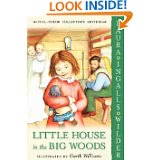 LITTLE HOUSE
IN THE BIG WOODS
ILLUSTRATED BY Garth Williams
LAURA INGALLS WILDER